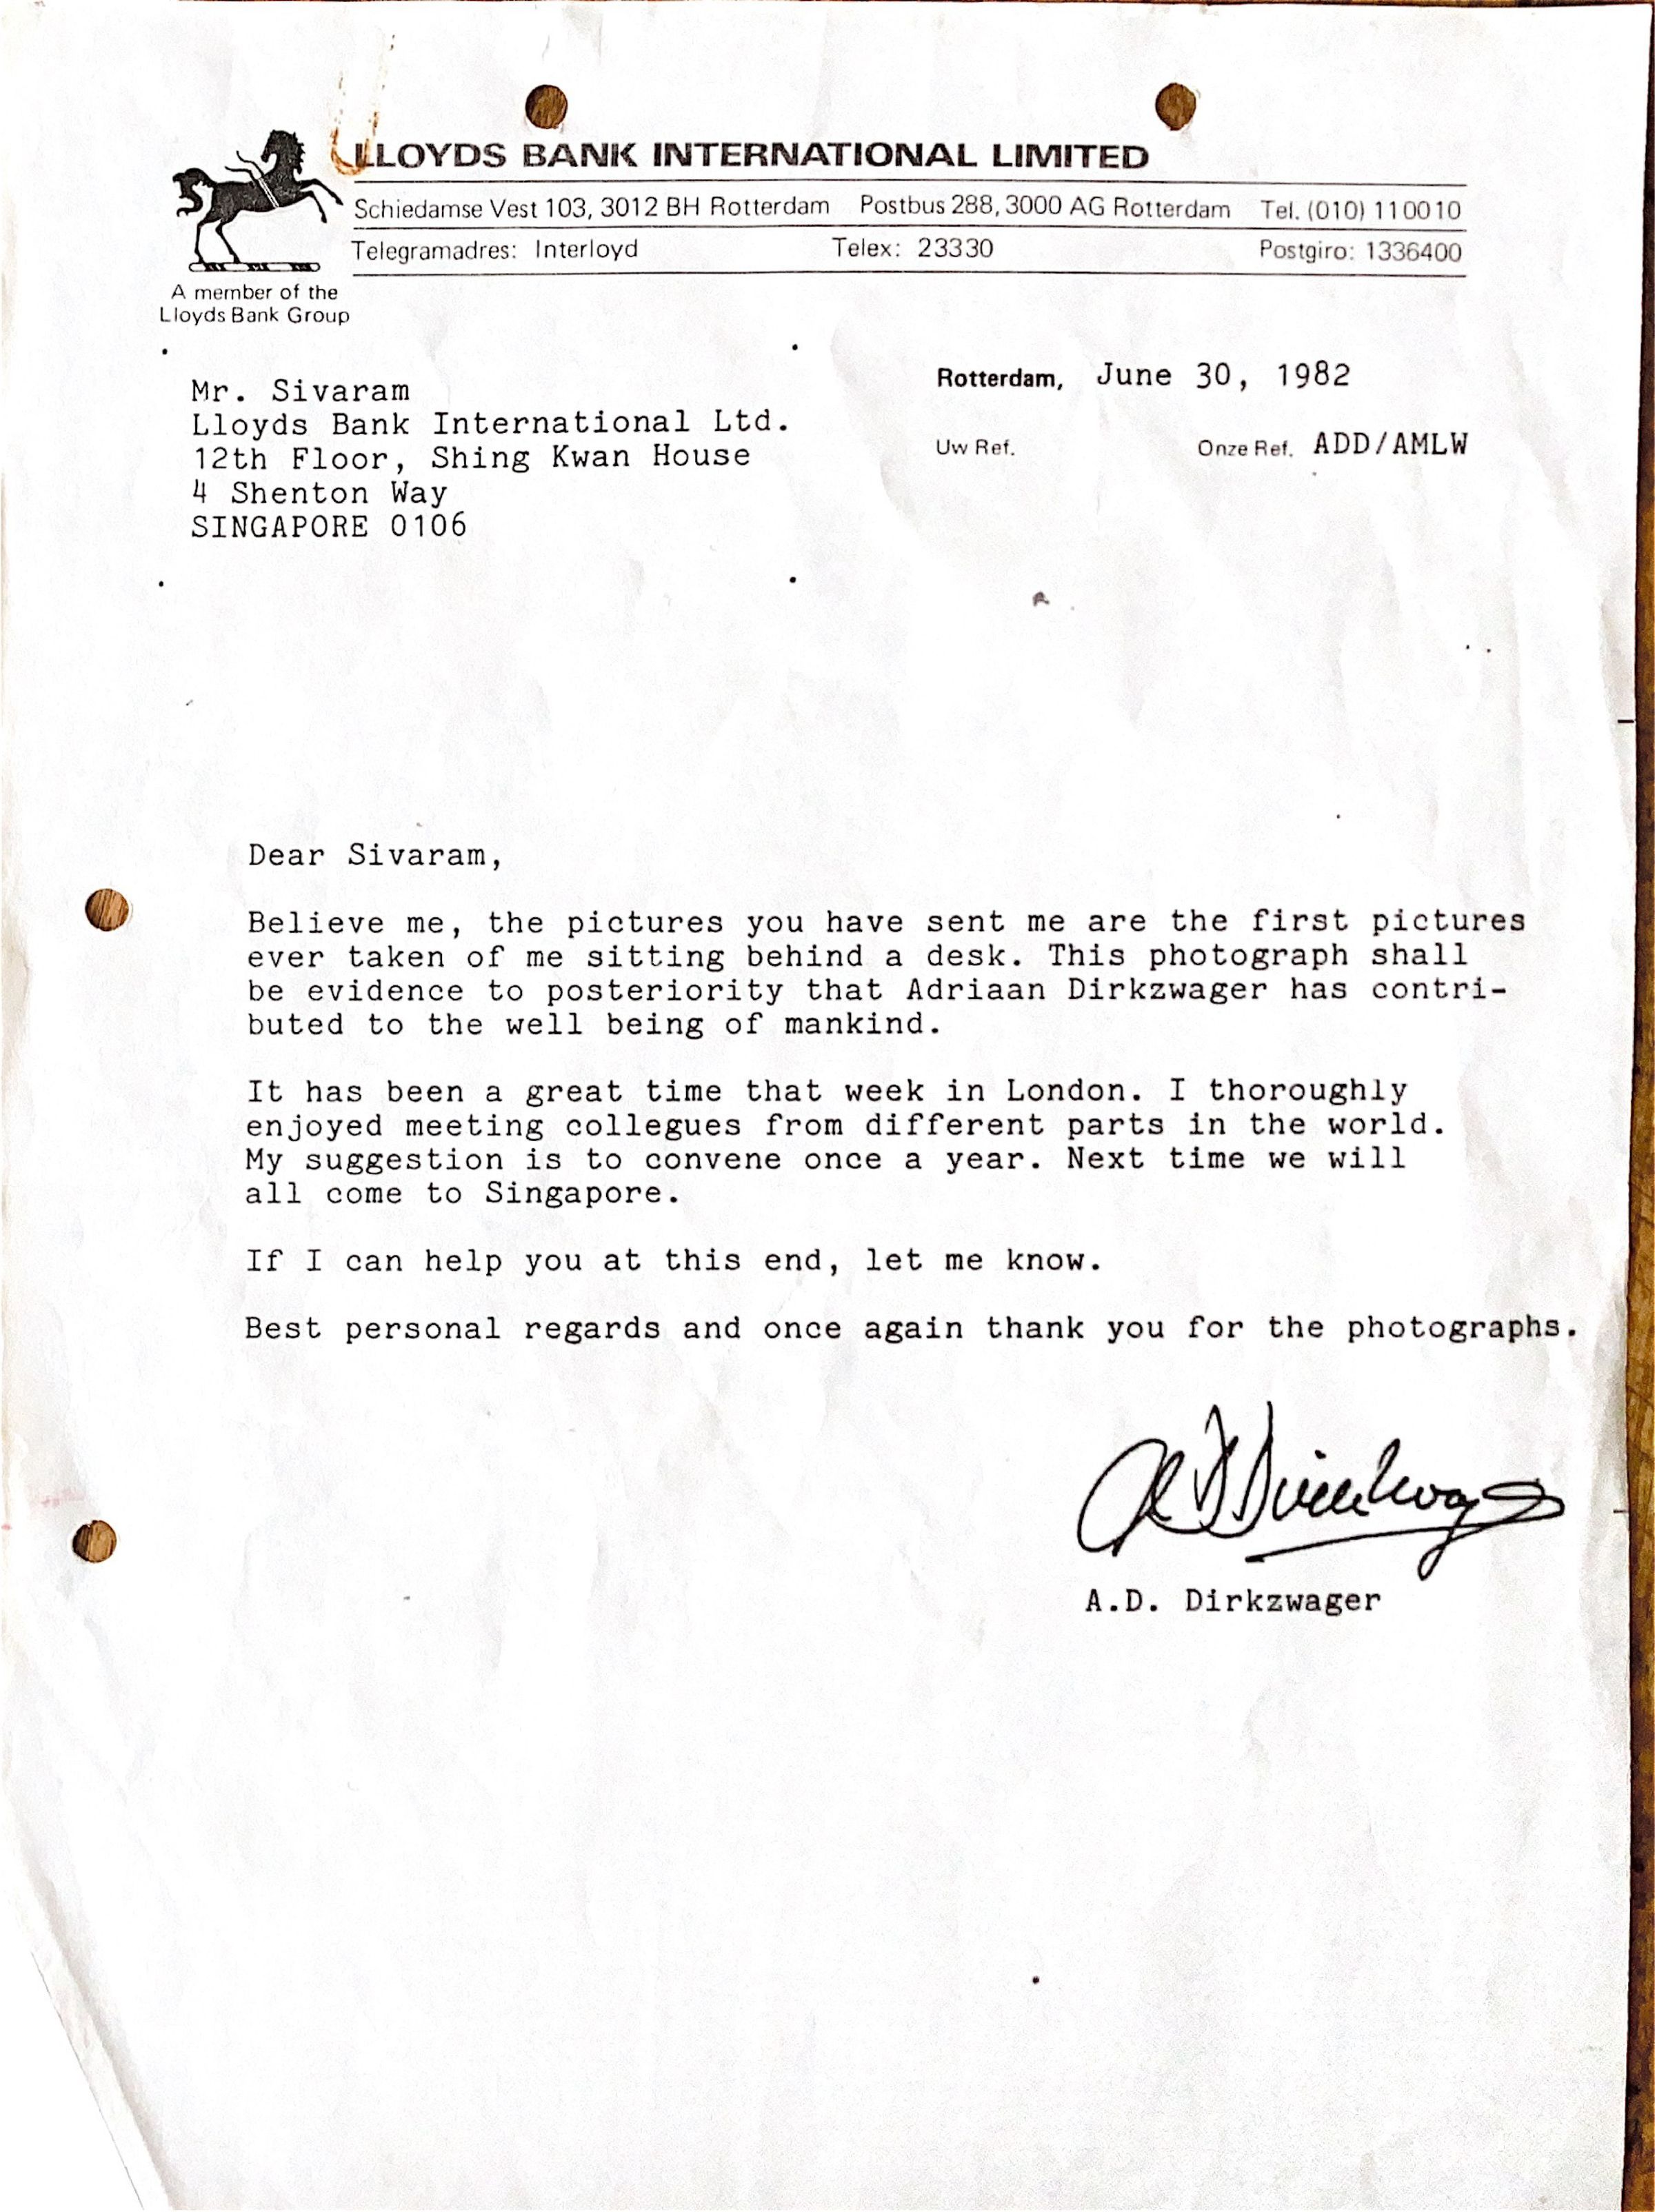 LLOYDS BANK INTERNATIONAL LIMITED
Schiedamse Vest 103, 3012 BH Rotterdam Postbus 288, 3000 AG Rotterdam Tel. (010) 110010
Telegramadres: Interloyd Telex: 23330 Postgiro: 1336400
A member of the
Lloyds Bank Group
Rotterdam, June 30, 1982
Uw Ref. Onze Ref. ADD/AMLW
Mr. Sivaram
Lloyds Bank International Ltd.
12th Floor, Shing Kwan House
4 Shenton Way
SINGAPORE 0106
Dear Sivaram,
Believe me, the pictures you have sent me are the first pictures
ever taken of me sitting behind a desk. This photograph shall
be evidence to posteriority that Adriaan Dirkzwager has contri-
buted to the well being of mankind.
It has been a great time that week in London. I thoroughly
enjoyed meeting collegues from different parts in the world.
My suggestion is to convene once a year. Next time we will
all come to Singapore.
If I can help you at this end, let me know.
Best personal regards and once again thank you for the photographs.
A.D. Dirkzwager